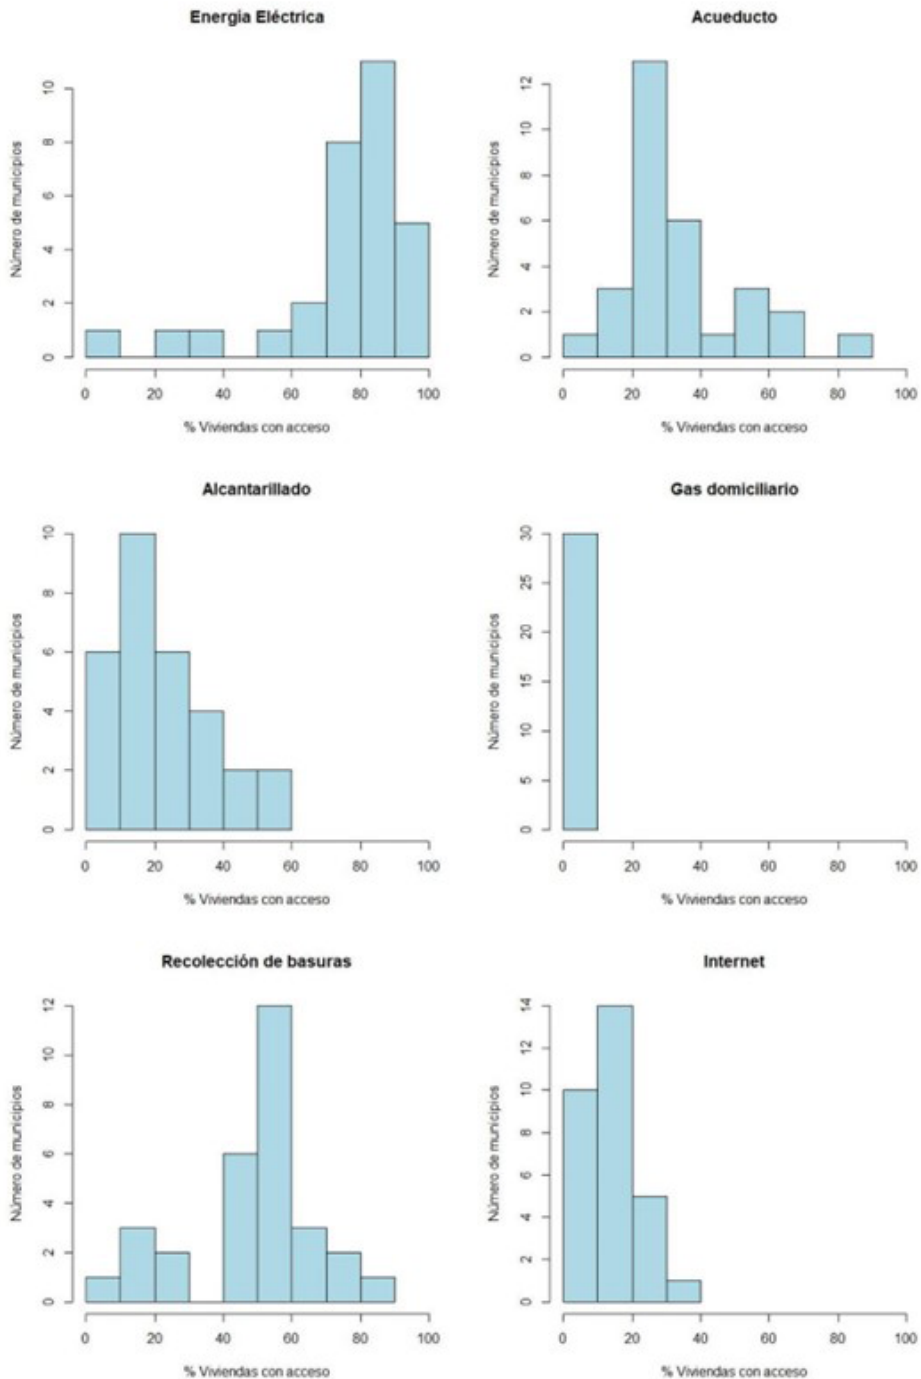 Energia Eléctrica
Número de municipios
0 2 4 6 8 10
0 20 40 60 80 100
% Viviendas con acceso
Acueducto
Número de municipios
0 2 4 6 8 10 12
0 20 40 60 80 100
% Viviendas con acceso
Alcantarillado
Número de municipios
0 2 4 6 8 10
0 20 40 60 80 100
% Viviendas con acceso
Gas domiciliario
Número de municipios
0 5 10 15 20 25 30
0 20 40 60 80 100
% Viviendas con acceso
Recolección de basuras
Número de municipios
0 2 4 6 8 10 12
0 20 40 60 80 100
% Viviendas con acceso
Internet
Número de municipios
0 2 4 6 8 10 12 14
0 20 40 60 80 100
% Viviendas con acceso